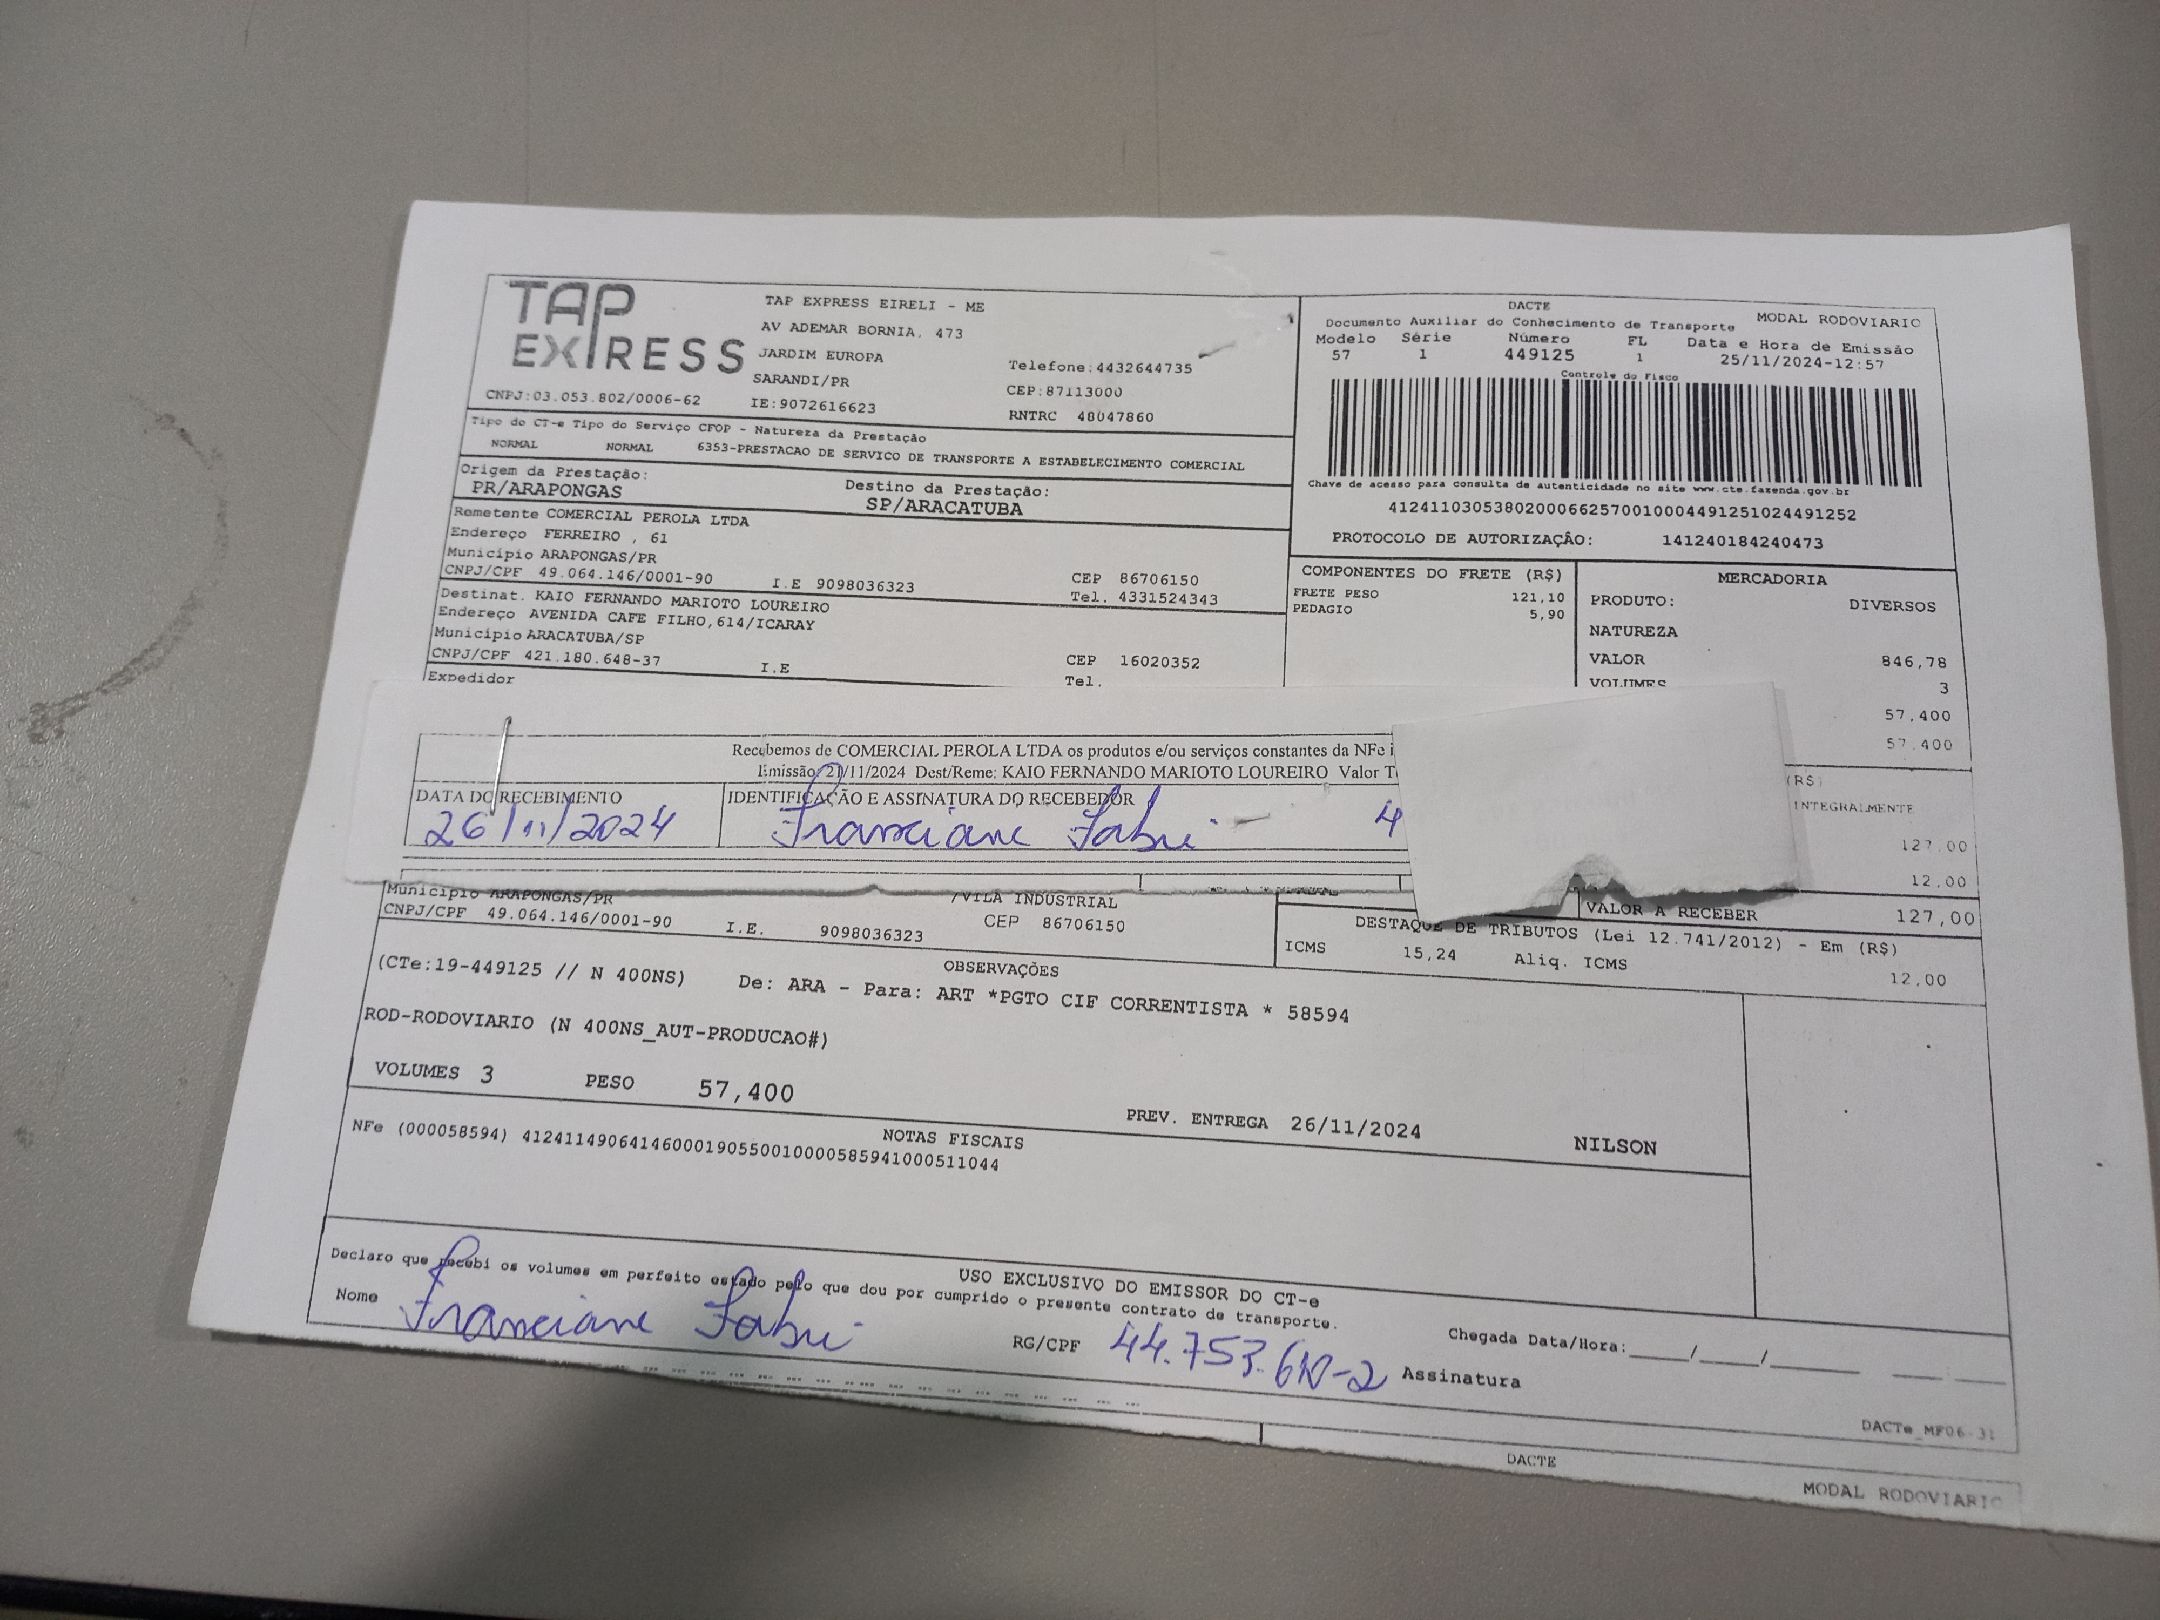 TAP
EXPRESS
TAP EXPRESS EIRELI - ME
AV ADEMAR BORNIA, 473
JARDIM EUROPA
Telefone:4432644735
SARANDI/PR
CEP:87113000
CNPJ:03.053.802/0006-62
IE:9072616623
RNTRC 48047860
Tipo do CT-e Tipo do Serviço CFOP - Natureza da Prestação
NORMAL NORMAL 6353-PRESTACAO DE SERVICO DE TRANSPORTE A ESTABELECIMENTO COMERCIAL
Origem da Prestação:
PR/ARAPONGAS
Destino da Prestação:
SP/ARACATUBA
Remetente COMERCIAL PEROLA LTDA
Endereço FERREIRO , 61
Município ARAPONGAS/PR
CEP 86706150
CNPJ/CPF 49.064.146/0001-90 I.E 9098036323
Tel. 4331524343
Destinat. KAIO FERNANDO MARIOTO LOUREIRO
Endereço AVENIDA CAFE FILHO,614/ICARAY
Município ARACATUBA/SP
CEP 16020352
CNPJ/CPF 421.180.648-37 I.E
Tel.
Expedidor
DACTE
Documento Auxiliar do Conhecimento de Transporte
MODAL RODOVIARIO
Modelo Série Número FL Data e Hora de Emissão
57 1 449125 1 25/11/2024-12:57
Controle do Fisco
Chave de acesso para consulta de autenticidade no site www.cte.fazenda.gov.br
41241103053802000662570010004491251024491252
PROTOCOLO DE AUTORIZAÇÂO: 141240184240473
COMPONENTES DO FRETE (R$)
FRETE PESO 121,10
PEDAGIO 5,90
MERCADORIA
PRODUTO: DIVERSOS
NATUREZA
VALOR 846,78
VOLUMES 3
57,400
57,400
Recebemos de COMERCIAL PEROLA LTDA os produtos e/ou serviços constantes da NFe i
Emissão: 21/11/2024 Dest/Reme: KAIO FERNANDO MARIOTO LOUREIRO Valor T
DATA DO RECEBIMENTO
IDENTIFICAÇÃO E ASSINATURA DO RECEBEDOR
26/11/2024
Franciane Fabri
4
(R$)
INTEGRALMENTE
127,00
12,00
VALOR A RECEBER 127,00
Município ARAPONGAS/PR
/VILA INDUSTRIAL
CNPJ/CPF 49.064.146/0001-90 I.E. 9098036323
CEP 86706150
DESTAQUE DE TRIBUTOS (Lei 12.741/2012) - Em (R$)
ICMS 15,24 Aliq. ICMS 12,00
OBSERVAÇÕES
(CTe:19-449125 // N 400NS) De: ARA - Para: ART *PGTO CIF CORRENTISTA * 58594
ROD-RODOVIARIO (N 400NS_AUT-PRODUCAO#)
VOLUMES 3 PESO 57,400
PREV. ENTREGA 26/11/2024
NILSON
NOTAS FISCAIS
NFe (000058594) 41241149064146000190550010000585941000511044
USO EXCLUSIVO DO EMISSOR DO CT-e
Declaro que recebi os volumes em perfeito estado pelo que dou por cumprido o presente contrato de transporte.
Nome Franciane Fabri
RG/CPF
Assinatura
Chegada Data/Hora:____/____/______
DACTe_MF06-31
DACTE
MODAL RODOVIARIO